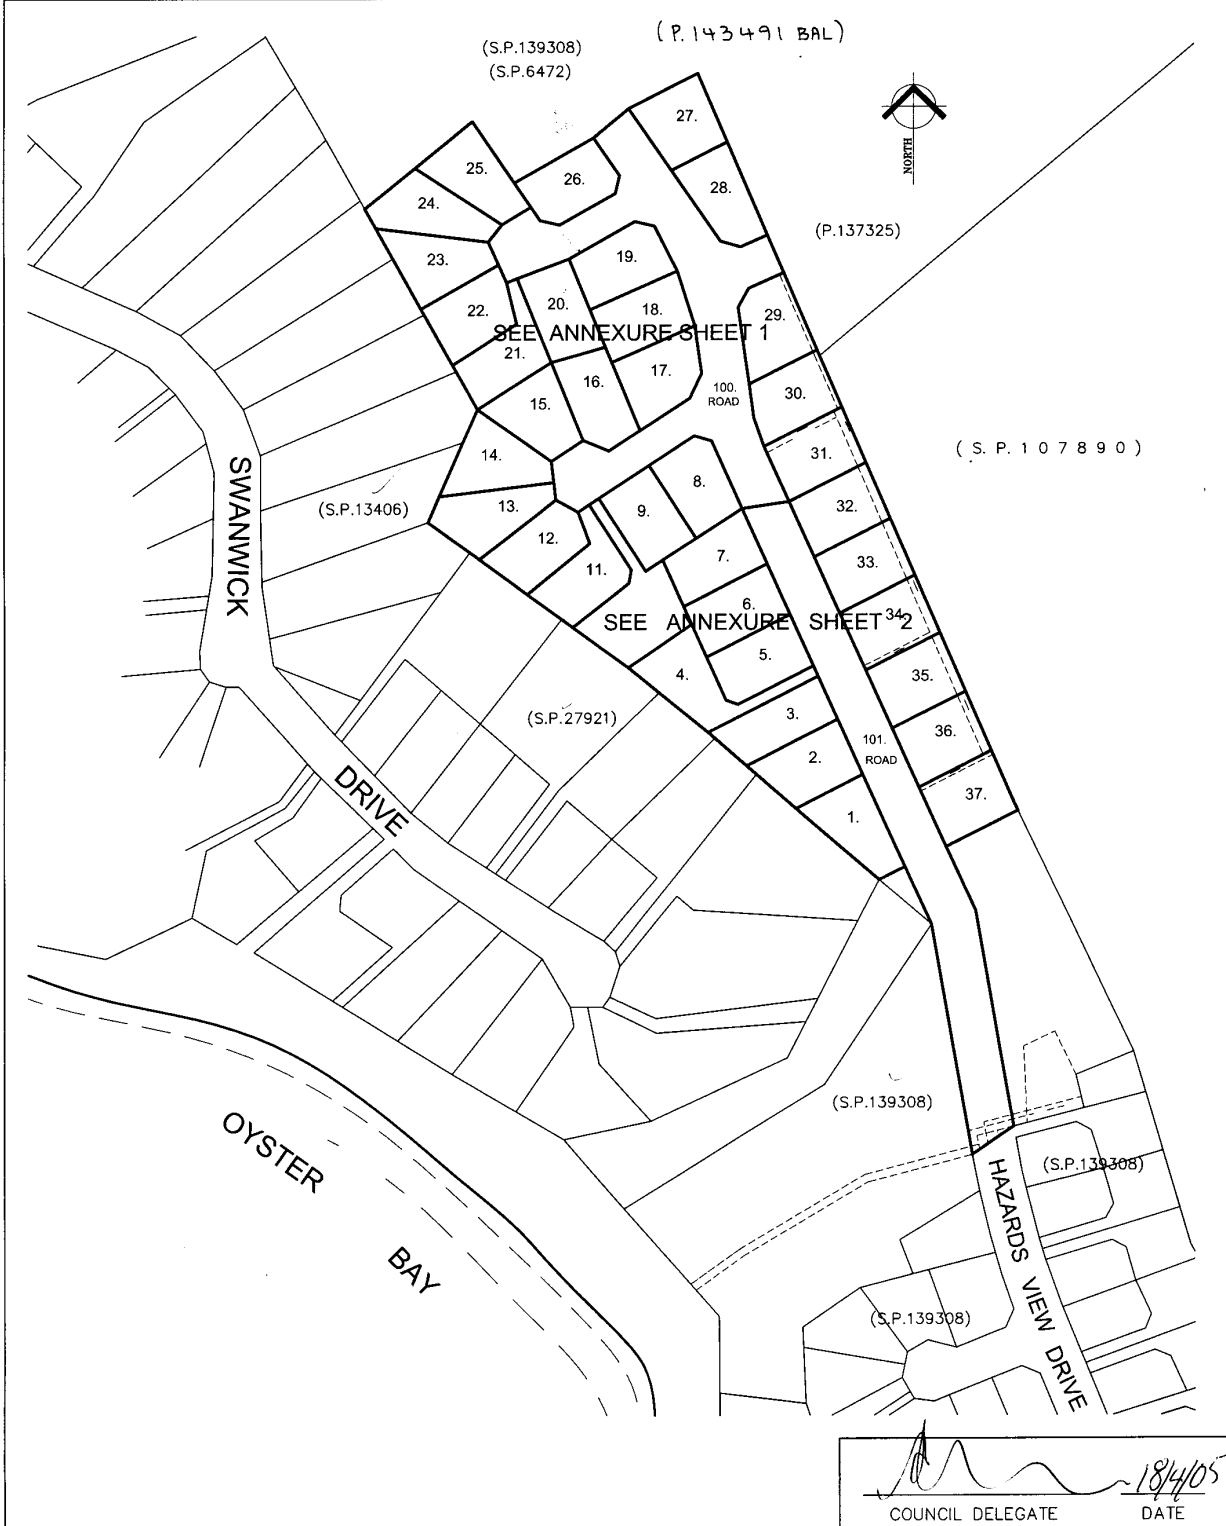 (P.143491 BAL)
(S.P.139308)
(S.P.6472)
NORTH
27.
25.
26.
28.
24.
(P.137325)
23.
19.
22.
20.
18.
29.
SEE ANNEXURE SHEET 1
21.
17.
16.
100.
ROAD
30.
15.
31.
(S.P.107890)
14.
8.
SWANWICK
(S.P.13406)
13.
9.
32.
12.
7.
33.
11.
6.
34.
SEE ANNEXURE SHEET 2
5.
4.
35.
(S.P.27921)
3.
36.
101.
ROAD
2.
DRIVE
37.
1.
(S.P.139308)
OYSTER
BAY
(S.P.139308)
HAZARDS VIEW DRIVE
(S.P.139308)
18/4/05
COUNCIL DELEGATE
DATE